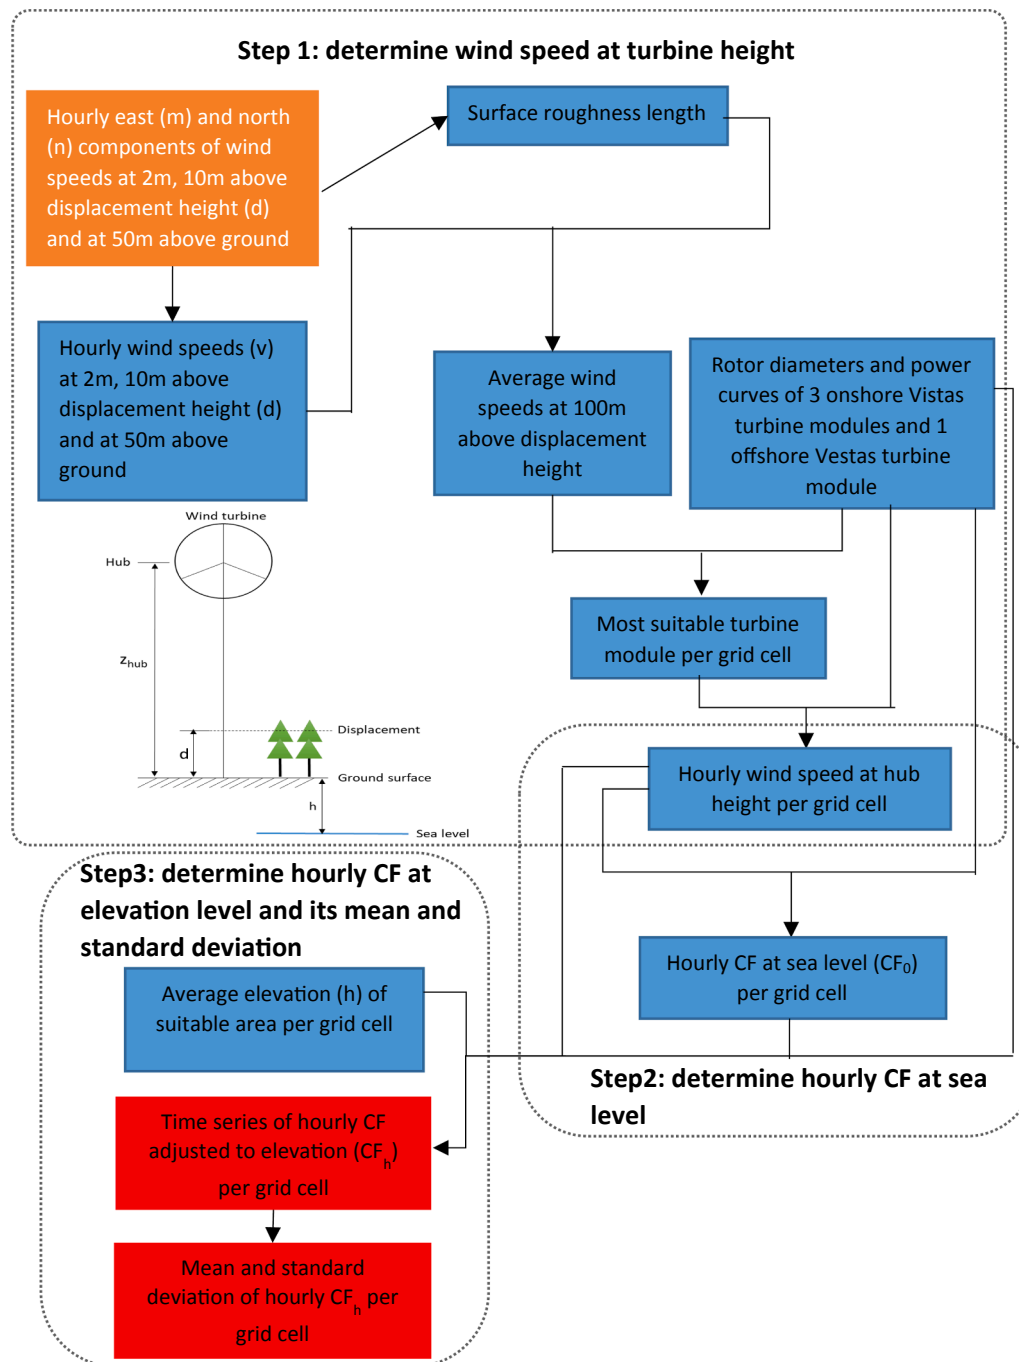 Step 1: determine wind speed at turbine height
Hourly east (m) and north
(n) components of wind
speeds at 2m, 10m above
displacement height (d)
and at 50m above ground
Surface roughness length
Hourly wind speeds (v)
at 2m, 10m above
displacement height (d)
and at 50m above
ground
Average wind
speeds at 100m
above displacement
height
Rotor diameters and power
curves of 3 onshore Vistas
turbine modules and 1
offshore Vestas turbine
module
Wind turbine
Hub
Zhub
d
Displacement
Ground surface
h
Sea level
Most suitable turbine
module per grid cell
Hourly wind speed at hub
height per grid cell
Step3: determine hourly CF at
elevation level and its mean and
standard deviation
Average elevation (h) of
suitable area per grid cell
Hourly CF at sea level (CF₀)
per grid cell
Step2: determine hourly CF at sea
level
Time series of hourly CF
adjusted to elevation (CFh)
per grid cell
Mean and standard
deviation of hourly CFh per
grid cell